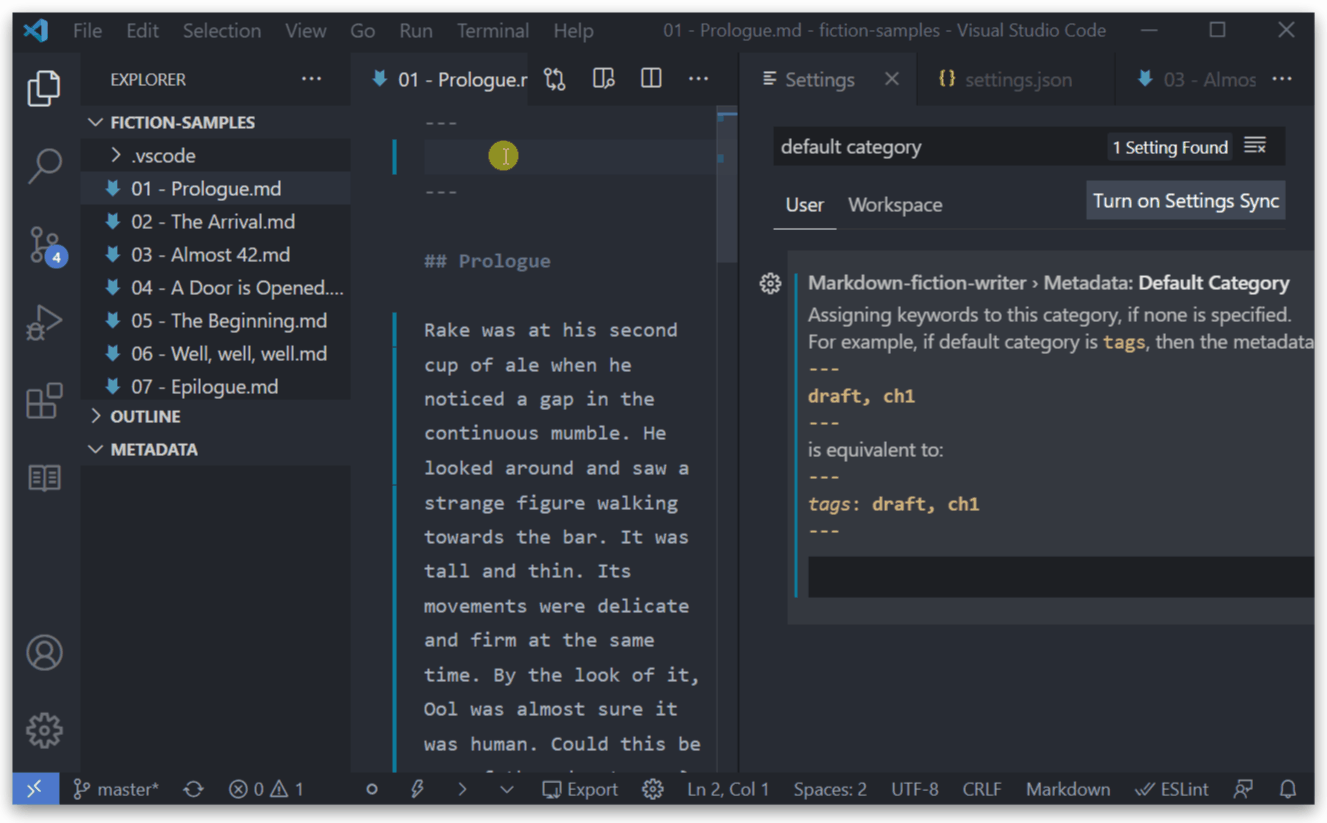 File Edit Selection View Go Run Terminal Help 01 - Prologue.md - fiction-samples - Visual Studio Code
EXPLORER
FICTION-SAMPLES
.vscode
01 - Prologue.md
02 - The Arrival.md
03 - Almost 42.md
04 - A Door is Opened....
05 - The Beginning.md
06 - Well, well, well.md
07 - Epilogue.md
OUTLINE
METADATA
4
01 - Prologue.r
---
---
## Prologue
Rake was at his second
cup of ale when he
noticed a gap in the
continuous mumble. He
looked around and saw a
strange figure walking
towards the bar. It was
tall and thin. Its
movements were delicate
and firm at the same
time. By the look of it,
Ool was almost sure it
was human. Could this be
Settings {} settings.json 03 - Almos
default category 1 Setting Found
User Workspace Turn on Settings Sync
Markdown-fiction-writer › Metadata: Default Category
Assigning keywords to this category, if none is specified.
For example, if default category is tags, then the metadata
---
draft, ch1
---
is equivalent to:
---
tags: draft, ch1
---
master* 0 1 Export Ln 2, Col 1 Spaces: 2 UTF-8 CRLF Markdown ESLint